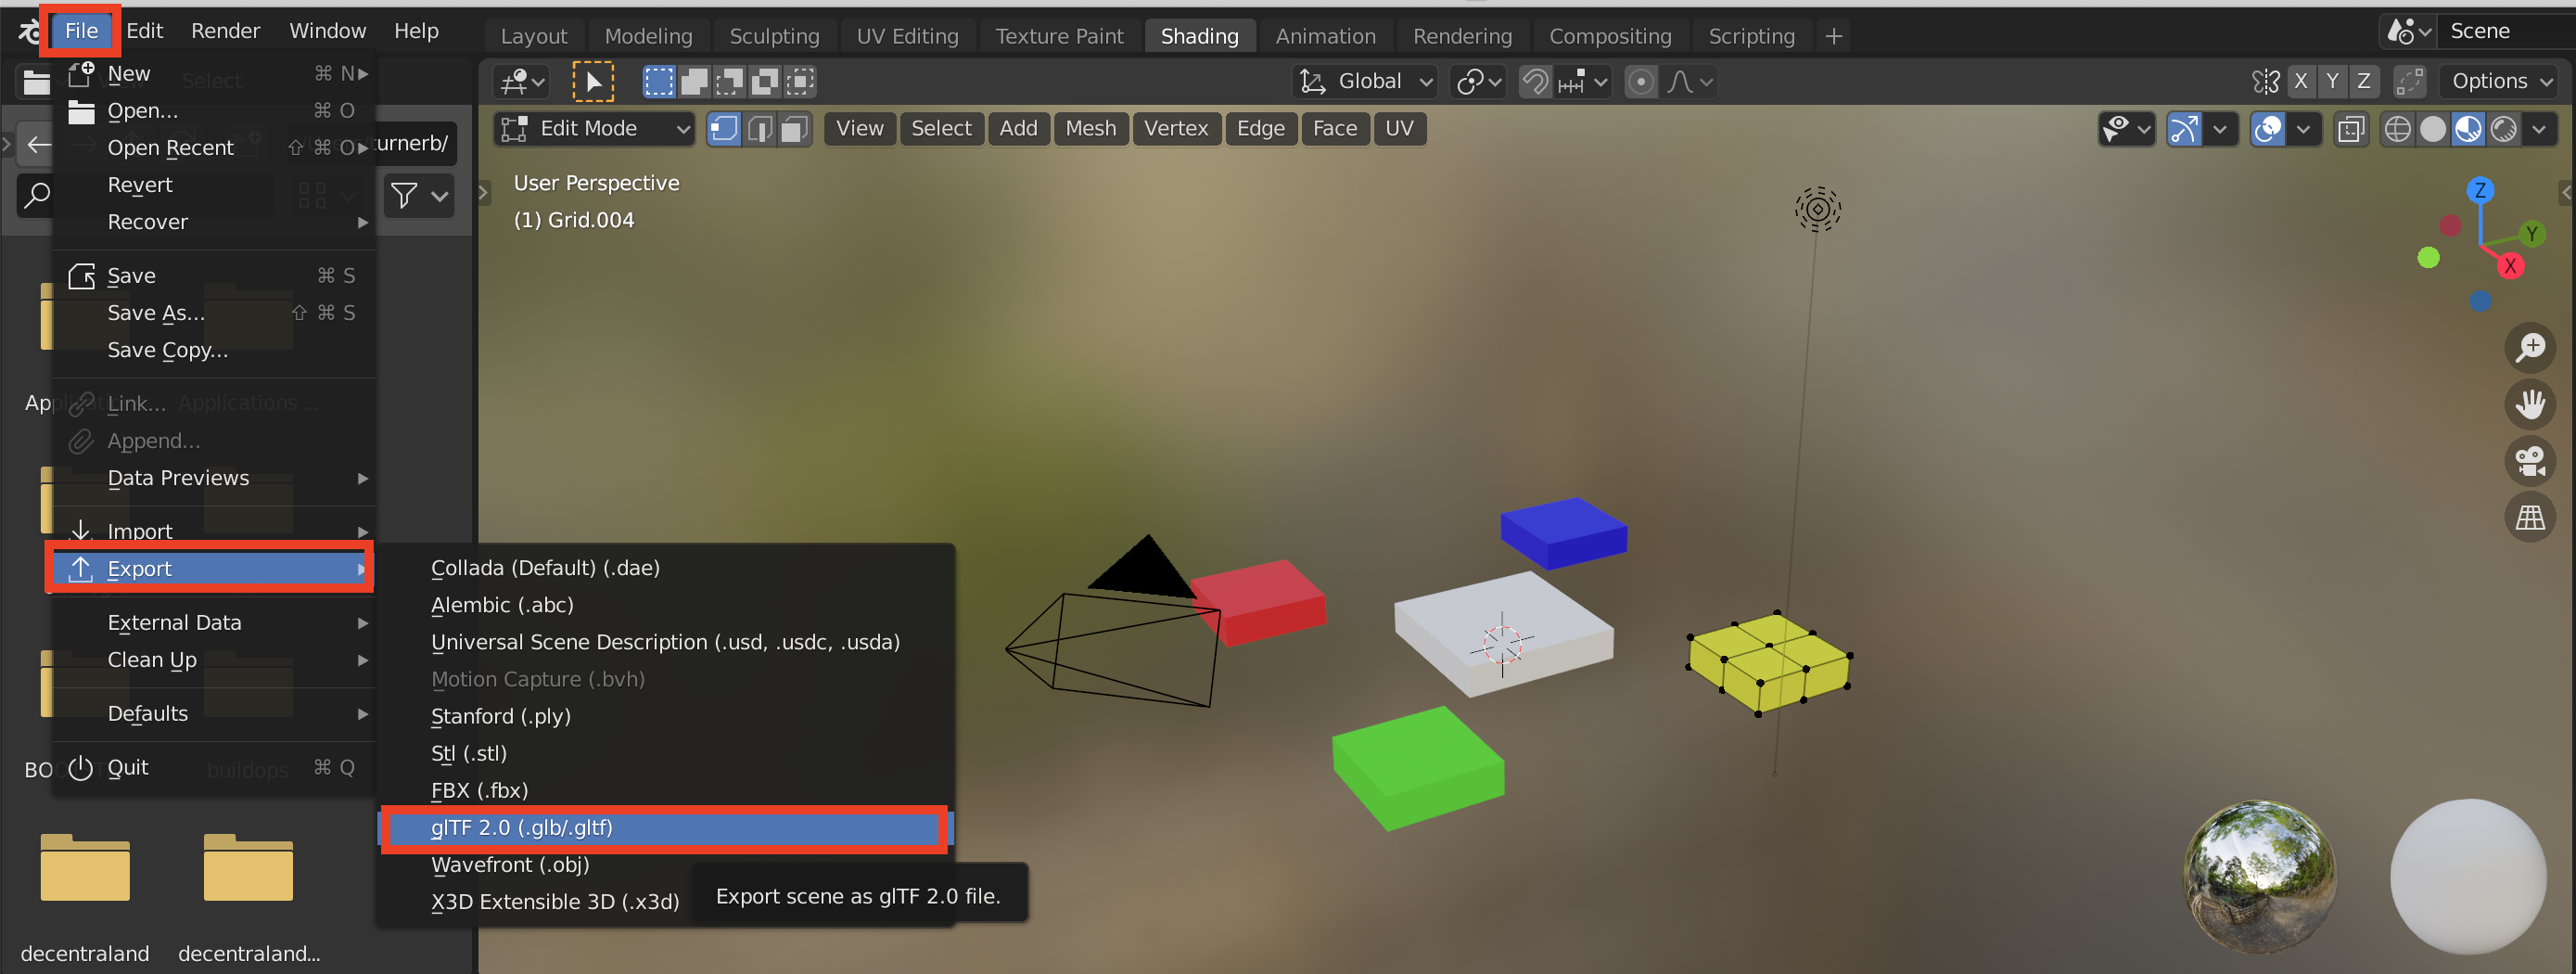 File Edit Render Window Help
Layout Modeling Sculpting UV Editing Texture Paint Shading Animation Rendering Compositing Scripting +
Scene
New ⌘ N
Select
Global
X Y Z
Options
Open... ⌘ O
Edit Mode
View Select Add Mesh Vertex Edge Face UV
Open Recent ⇧ ⌘ O
turnerb/
Revert
User Perspective
Recover
(1) Grid.004
Z
Y
X
Save ⌘ S
Save As... ⇧ ⌘ S
Save Copy...
Link...
Applications ...
Append...
Data Previews
Import
Export
Collada (Default) (.dae)
Alembic (.abc)
External Data
Universal Scene Description (.usd, .usdc, .usda)
Clean Up
Motion Capture (.bvh)
Defaults
Stanford (.ply)
Stl (.stl)
Quit ⌘ Q
buildops
FBX (.fbx)
glTF 2.0 (.glb/.gltf)
Wavefront (.obj)
X3D Extensible 3D (.x3d)
Export scene as glTF 2.0 file.
decentraland decentraland...